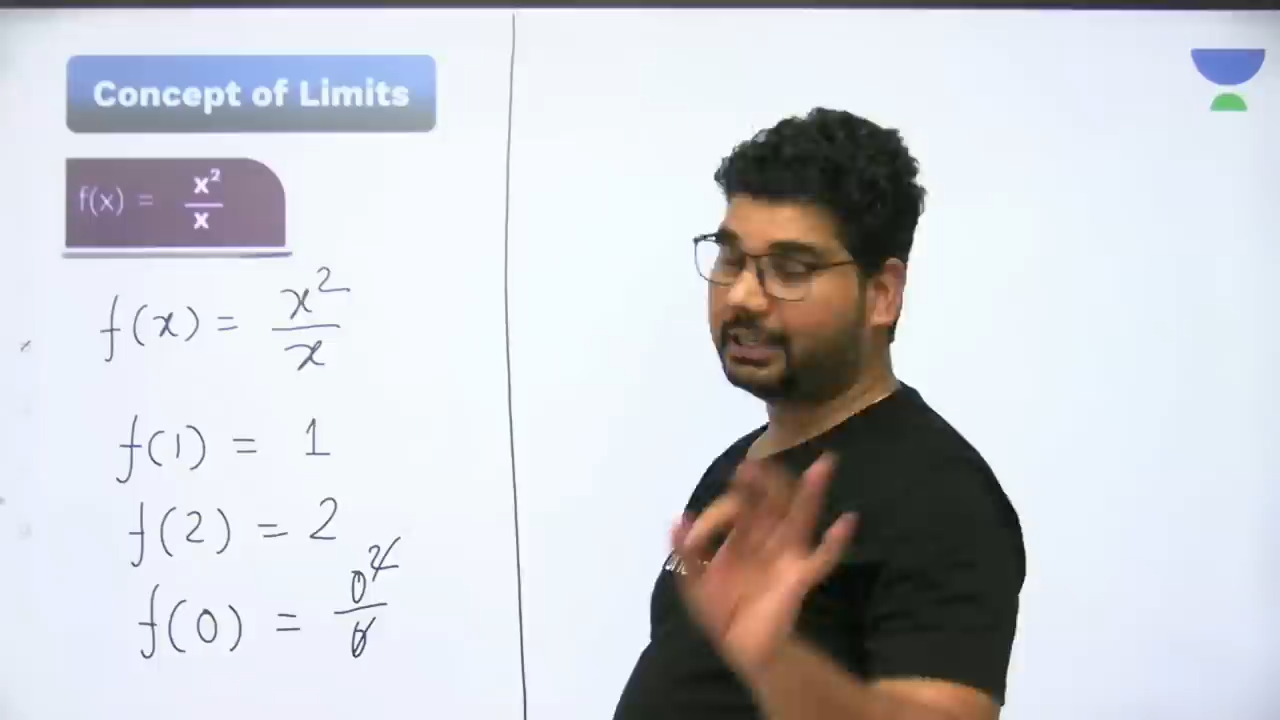 Concept of Limits
f(x) = x²/x
f(x) = x²/x
f(1) = 1
f(2) = 2
f(0) = 0²/0